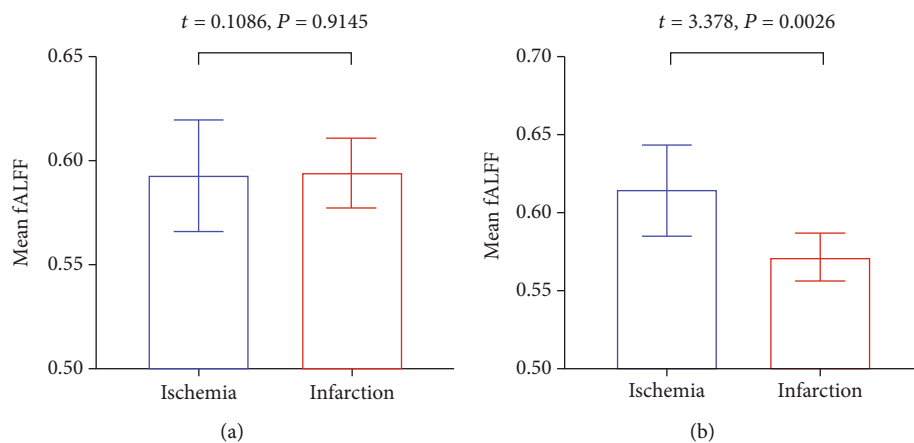 t = 0.1086, P = 0.9145
0.65
0.60
0.55
0.50
Mean fALFF
Ischemia
Infarction
(a)
t = 3.378, P = 0.0026
0.70
0.65
0.60
0.55
0.50
Mean fALFF
Ischemia
Infarction
(b)